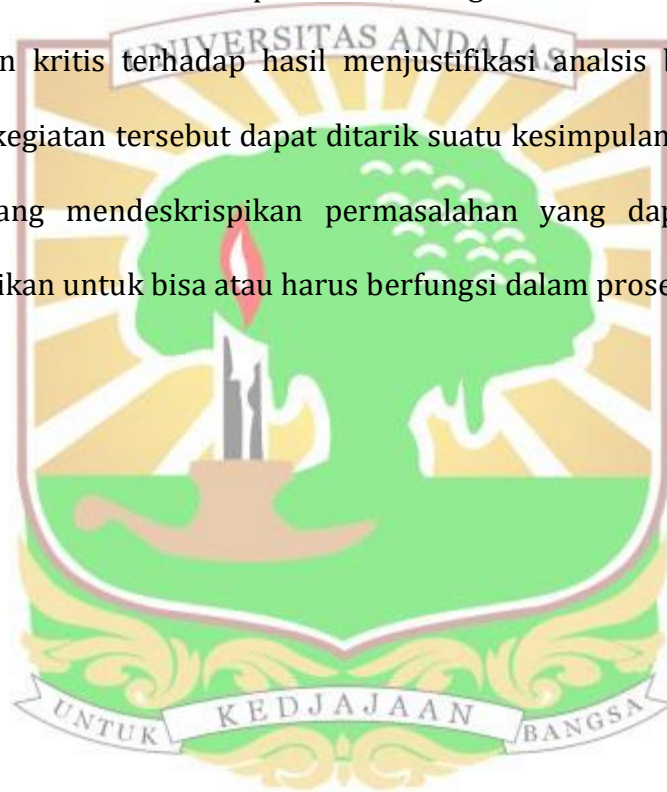 UNIVERSITAS ANDALAS
n kritis terhadap hasil menjustifikasi analsis
kegiatan tersebut dapat ditarik suatu kesimpulan
ang mendeskrispikan permasalahan yang dap
ikan untuk bisa atau harus berfungsi dalam prose
UNTUK KEDJAJAAN BANGSA